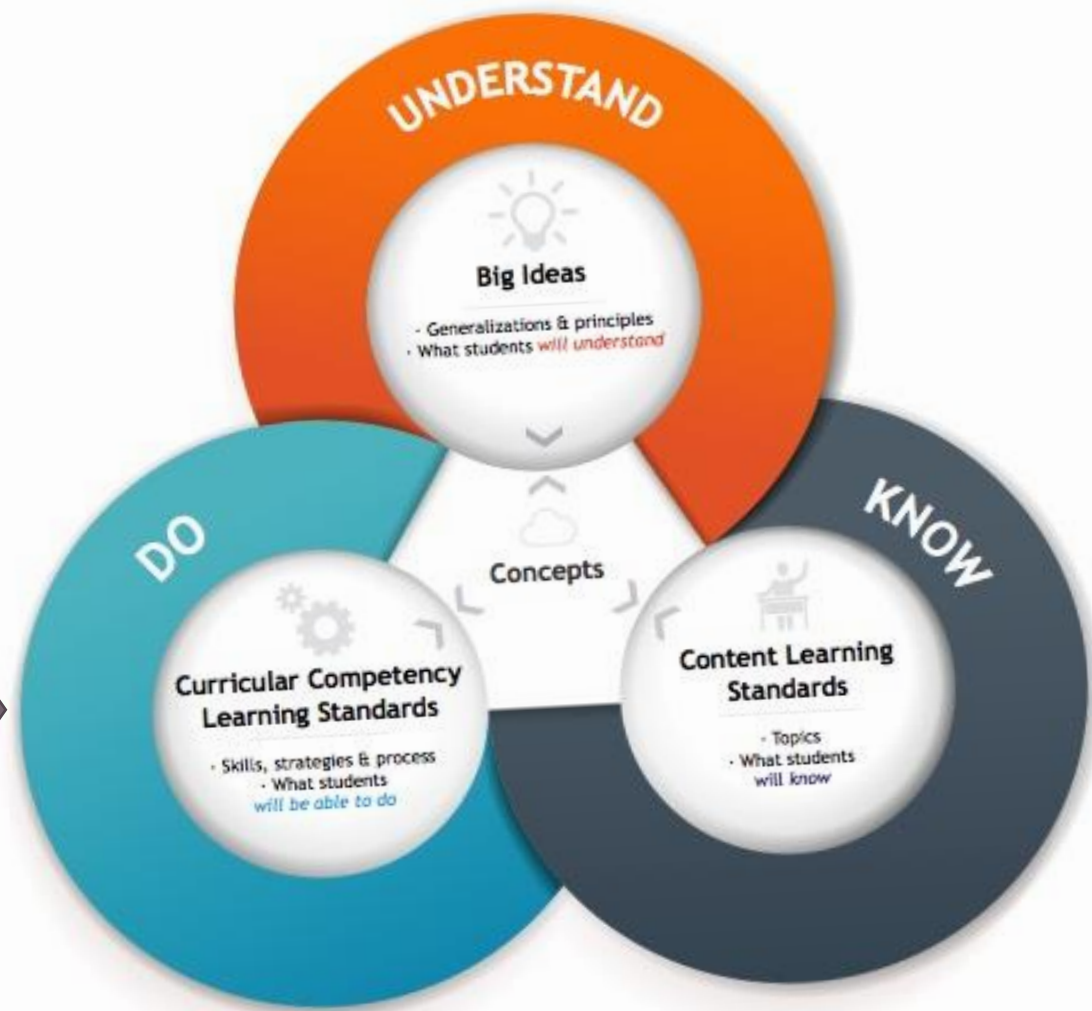 UNDERSTAND
Big Ideas
· Generalizations & principles
· What students will understand
DO
Concepts
KNOW
Curricular Competency
Learning Standards
· Skills, strategies & process
· What students
will be able to do
Content Learning
Standards
· Topics
· What students
will know